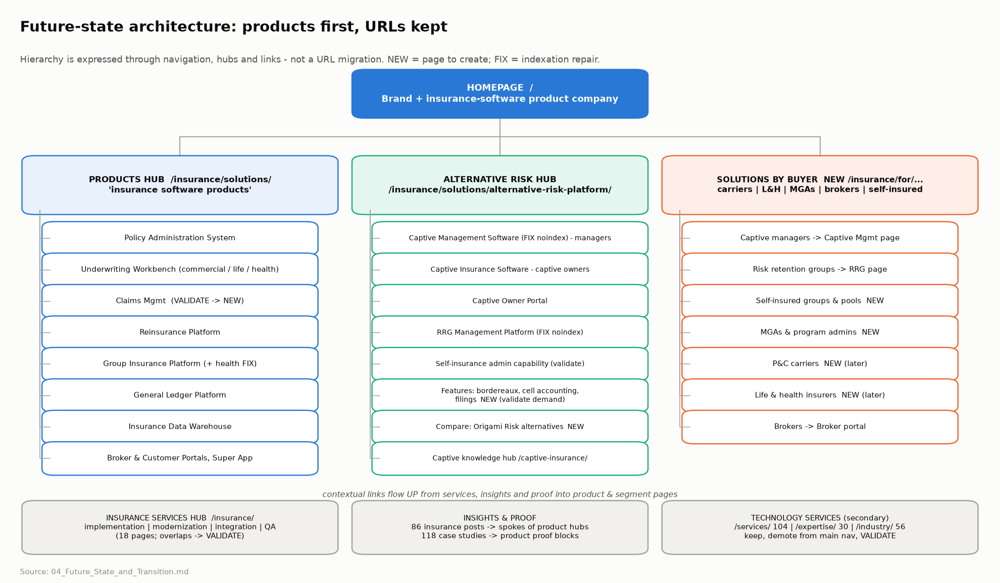 Future-state architecture: products first, URLs kept
Hierarchy is expressed through navigation, hubs and links - not a URL migration. NEW = page to create; FIX = indexation repair.
HOMEPAGE  /
Brand + insurance-software product company
PRODUCTS HUB  /insurance/solutions/
'insurance software products'
Policy Administration System
Underwriting Workbench (commercial / life / health)
Claims Mgmt  (VALIDATE -> NEW)
Reinsurance Platform
Group Insurance Platform (+ health FIX)
General Ledger Platform
Insurance Data Warehouse
Broker & Customer Portals, Super App
ALTERNATIVE RISK HUB
/insurance/solutions/alternative-risk-platform/
Captive Management Software (FIX noindex) - managers
Captive Insurance Software - captive owners
Captive Owner Portal
RRG Management Platform (FIX noindex)
Self-insurance admin capability (validate)
Features: bordereaux, cell accounting,
filings  NEW (validate demand)
Compare: Origami Risk alternatives  NEW
Captive knowledge hub /captive-insurance/
SOLUTIONS BY BUYER  NEW /insurance/for/...
carriers | L&H | MGAs | brokers | self-insured
Captive managers -> Captive Mgmt page
Risk retention groups -> RRG page
Self-insured groups & pools  NEW
MGAs & program admins  NEW
P&C carriers  NEW (later)
Life & health insurers  NEW (later)
Brokers -> Broker portal
contextual links flow UP from services, insights and proof into product & segment pages
INSURANCE SERVICES HUB  /insurance/
implementation | modernization | integration | QA
(18 pages; overlaps -> VALIDATE)
INSIGHTS & PROOF
86 insurance posts -> spokes of product hubs
118 case studies -> product proof blocks
TECHNOLOGY SERVICES (secondary)
/services/ 104 | /expertise/ 30 | /industry/ 56
keep, demote from main nav, VALIDATE
Source: 04_Future_State_and_Transition.md